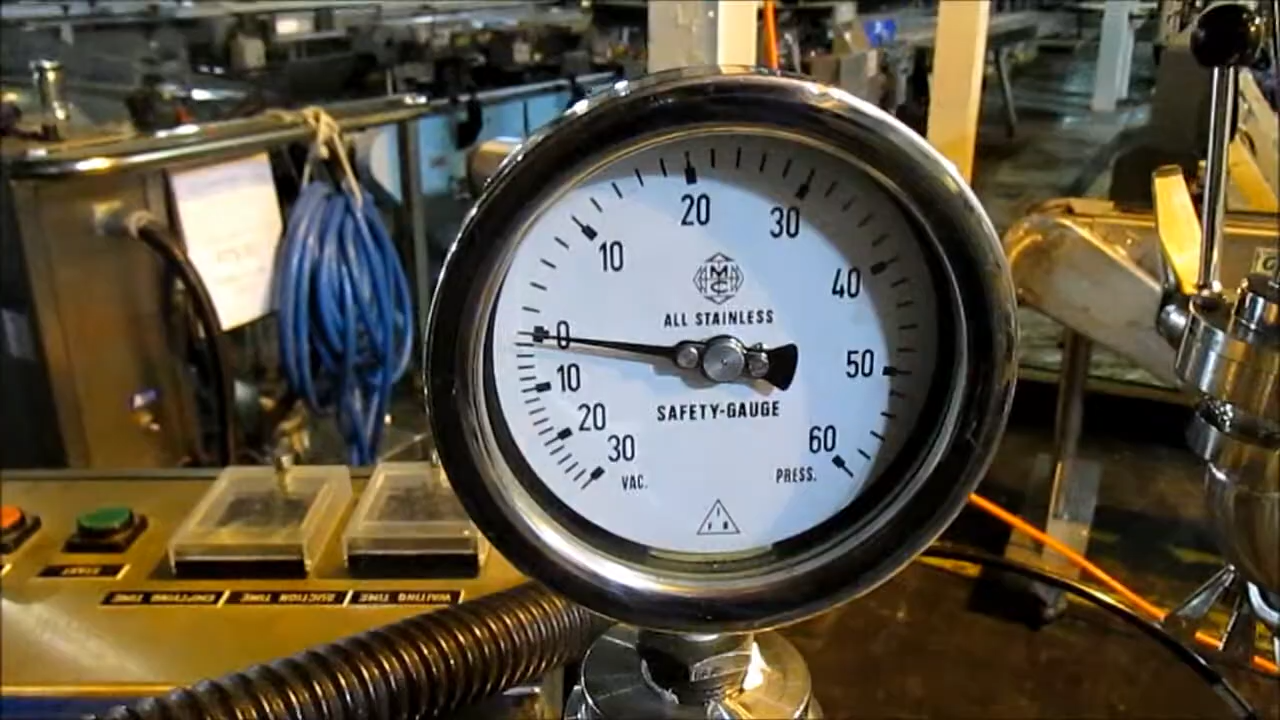 20
30
10
40
ALL STAINLESS
0
50
10
SAFETY-GAUGE
20
60
30
VAC.
PRESS.
START
EMPTYING TIME
SUCTION TIME
WAITING TIME